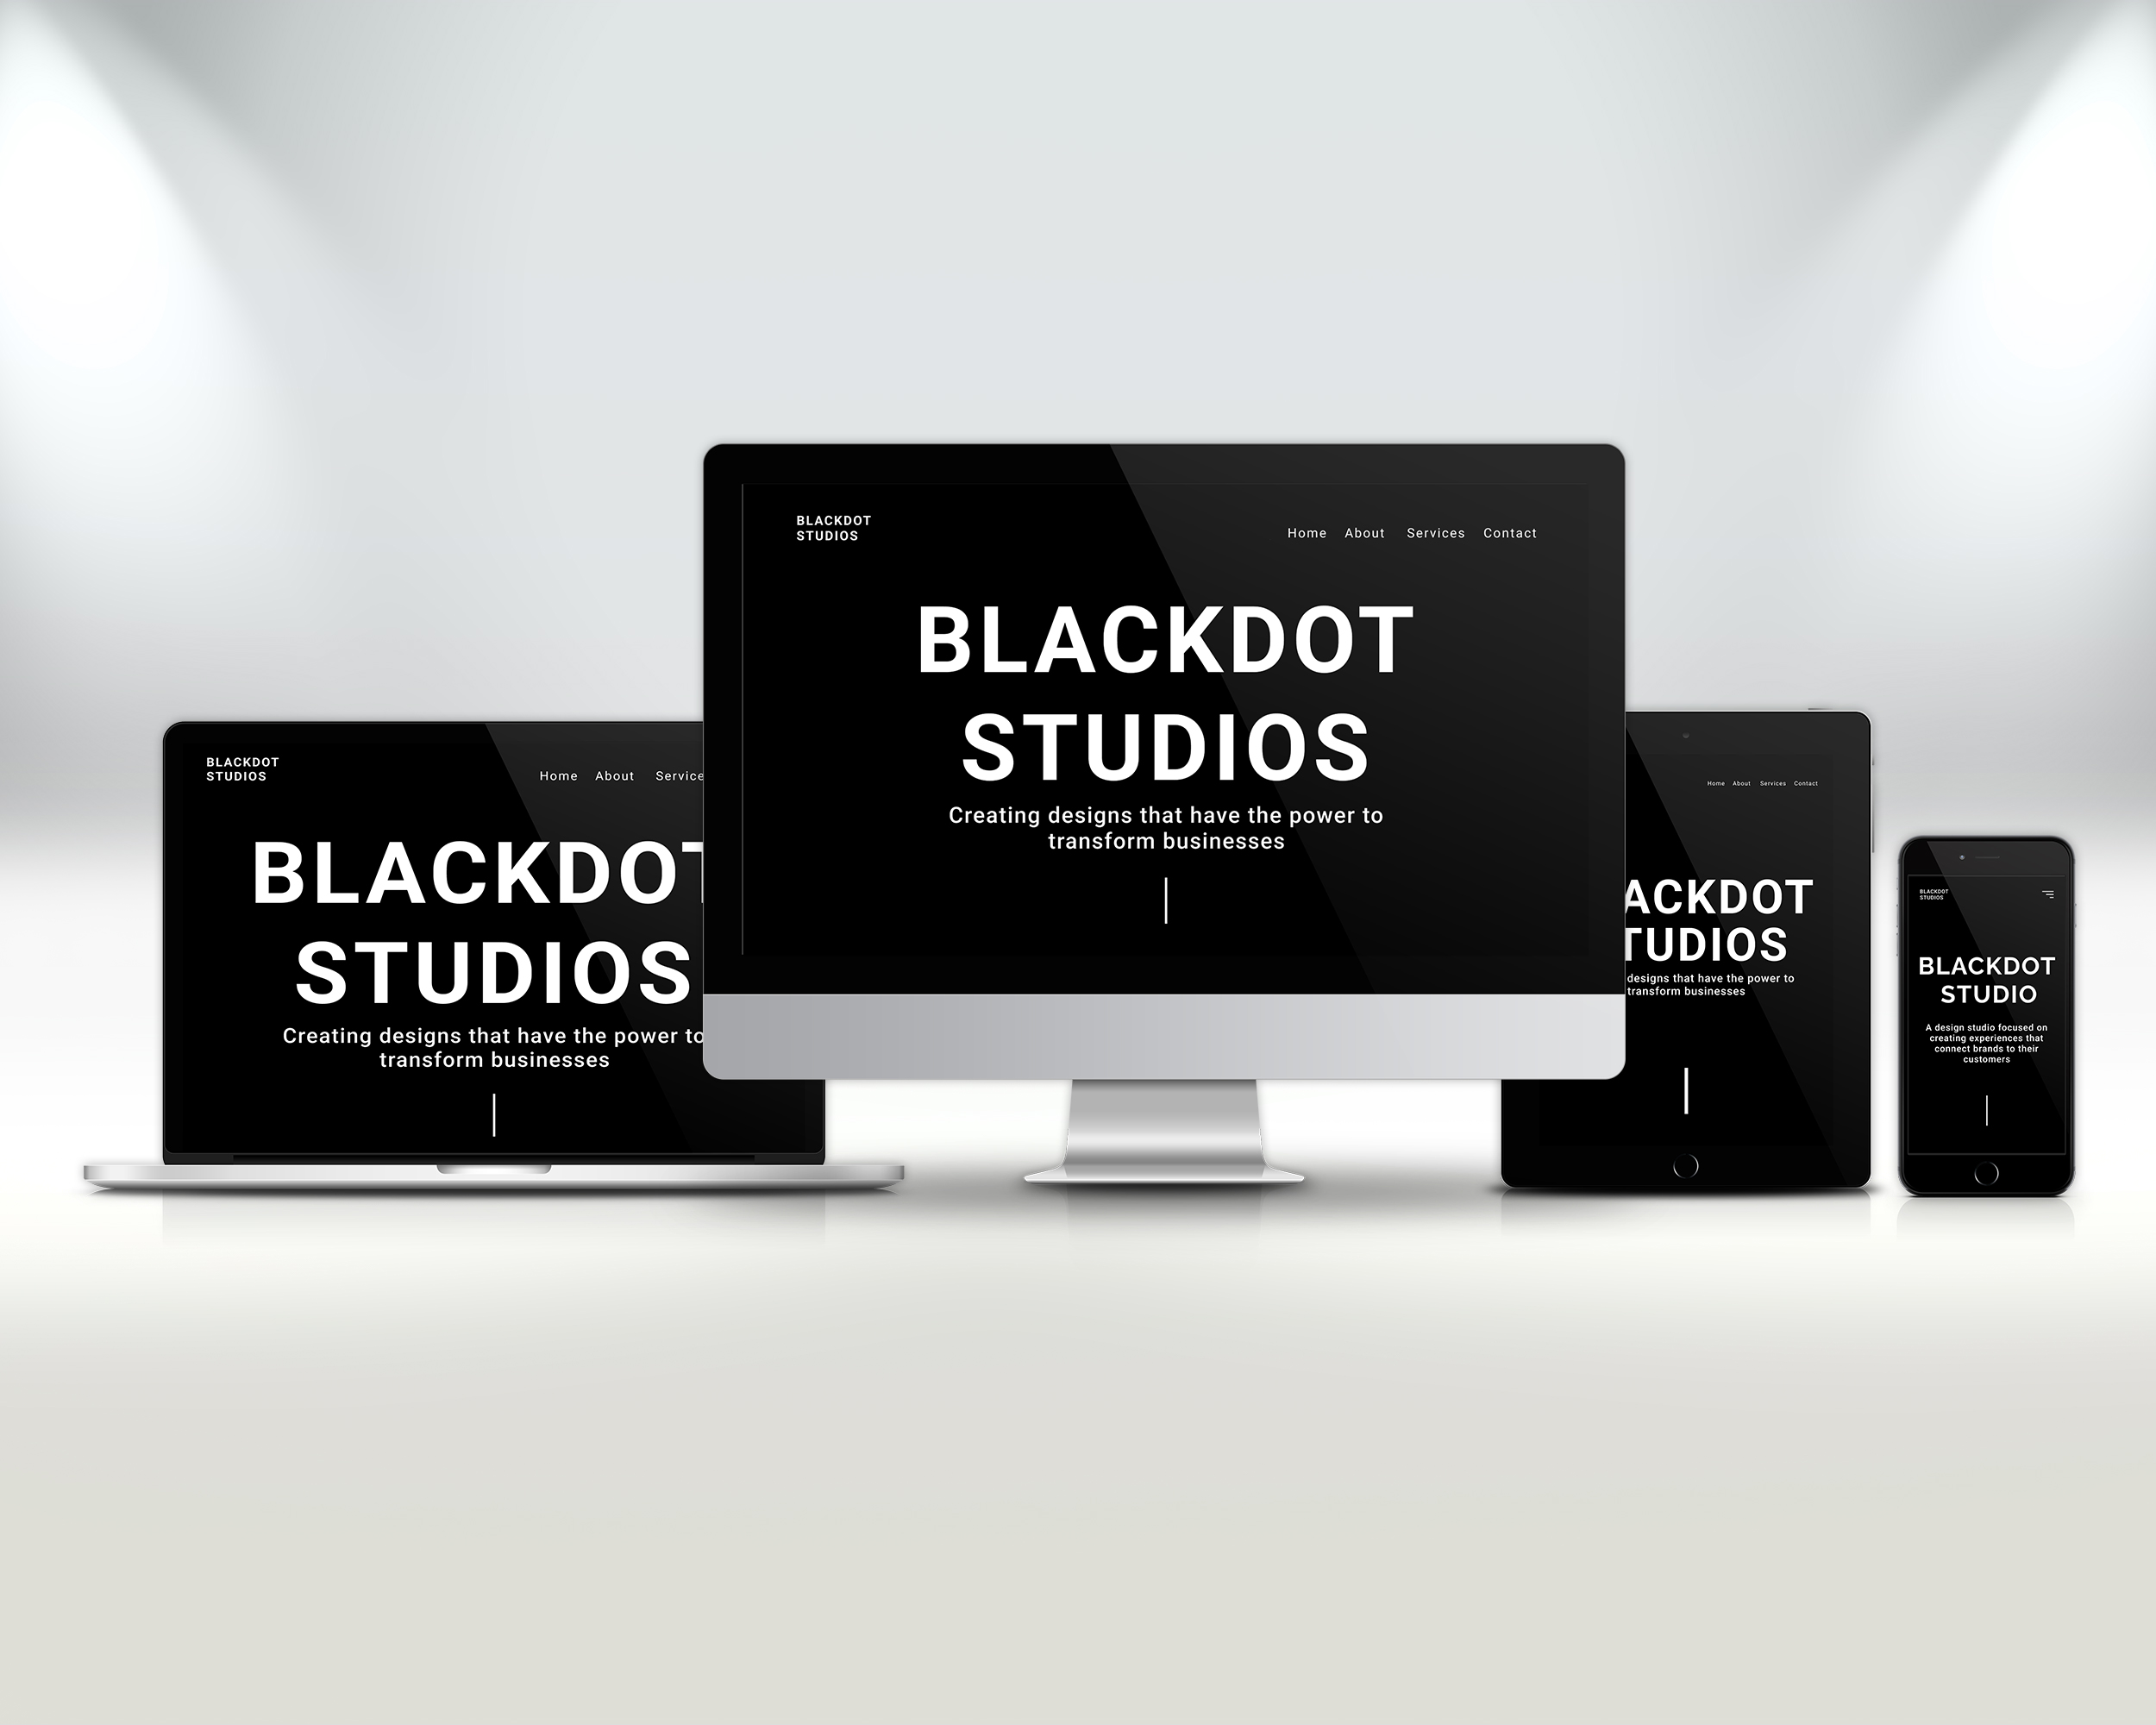 BLACKDOT
STUDIOS
Home About Services Contact
BLACKDOT
STUDIOS
Creating designs that have the power to
transform businesses
BLACKDOT
STUDIOS
Home About Service
BLACKDOT
STUDIOS
Creating designs that have the power to
transform businesses
Home About Services Contact
ACKDOT
TUDIOS
designs that have the power to
transform businesses
BLACKDOT
STUDIOS
BLACKDOT
STUDIO
A design studio focused on
creating experiences that
connect brands to their
customers